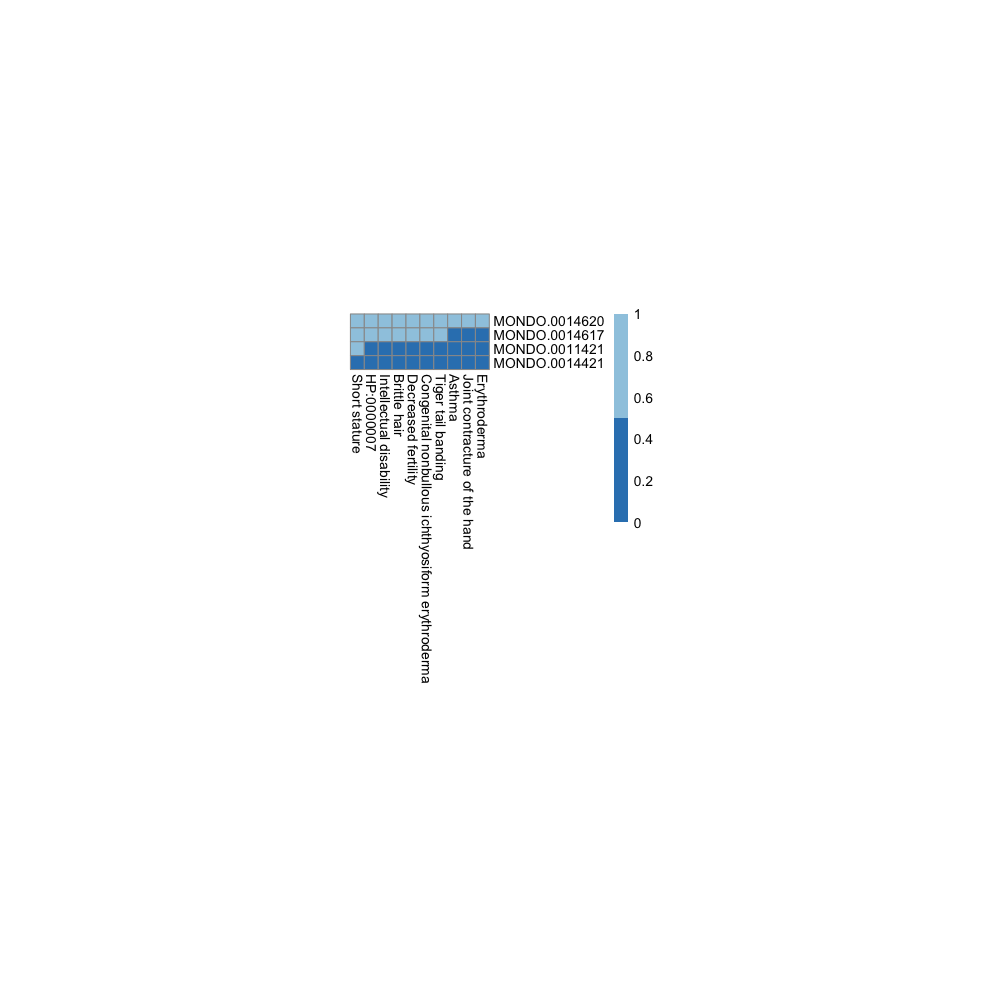 MONDO.0014620
MONDO.0014617
MONDO.0011421
MONDO.0014421
Short stature
HP:0000007
Intellectual disability
Brittle hair
Decreased fertility
Congenital nonbullous ichthyosiform erythroderma
Tiger tail banding
Asthma
Joint contracture of the hand
Erythroderma
1
0.8
0.6
0.4
0.2
0